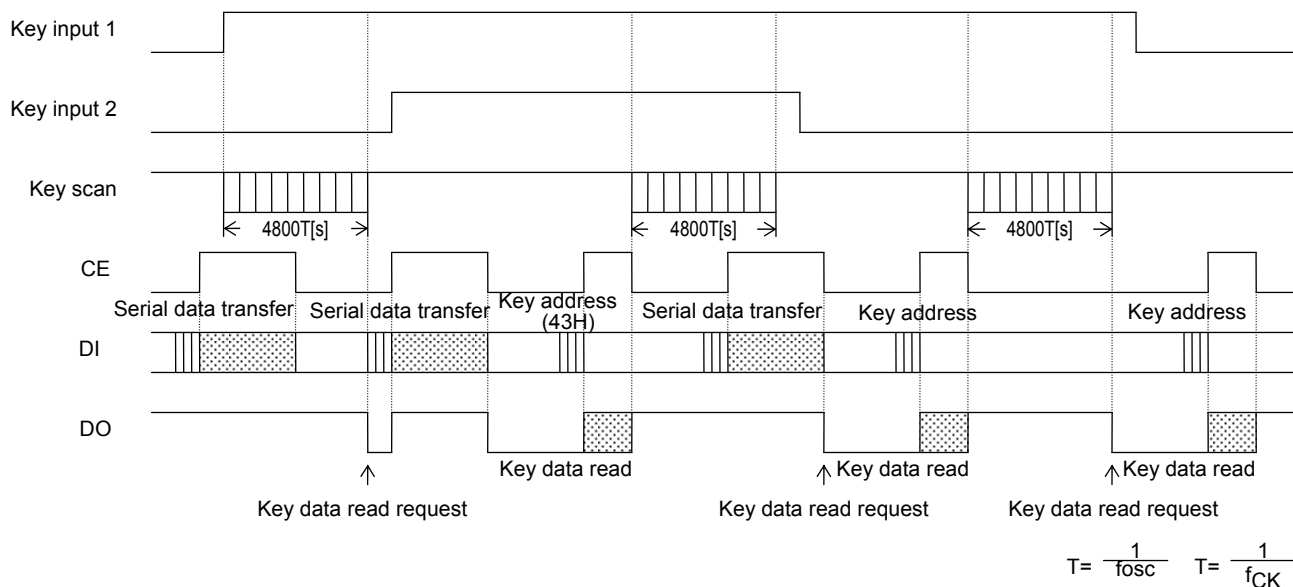 Key input 1
Key input 2
Key scan
4800T[s] 4800T[s] 4800T[s]
CE
Serial data transfer Serial data transfer Key address (43H) Serial data transfer Key address Key address
DI
DO
Key data read Key data read Key data read
Key data read request Key data read request Key data read request
T= 1/fosc T= 1/fCK